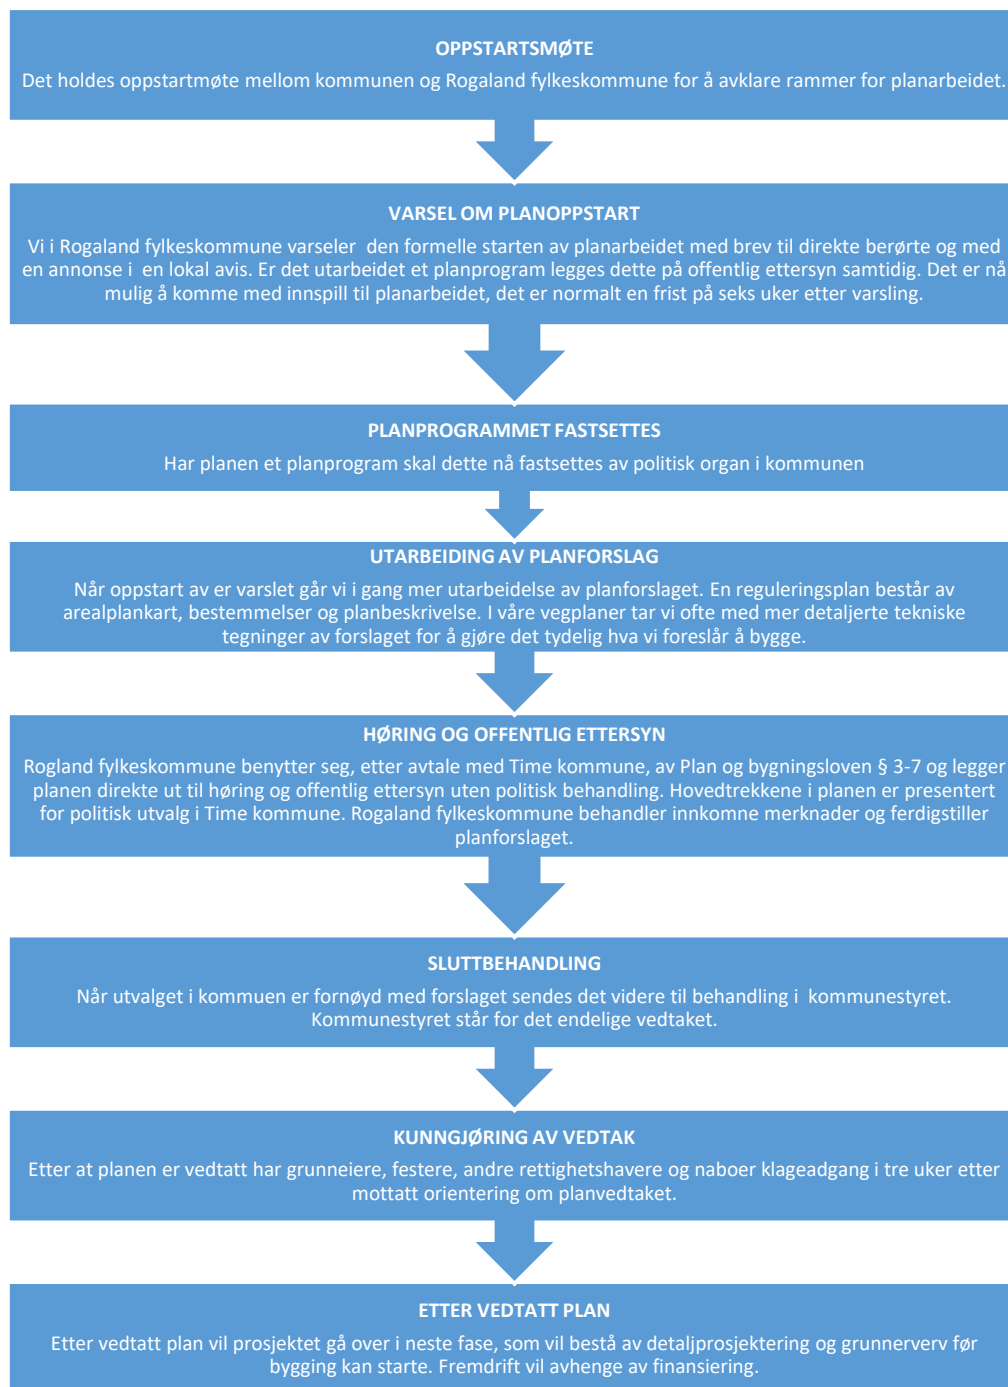 OPPSTARTSMØTE
Det holdes oppstartmøte mellom kommunen og Rogaland fylkeskommune for å avklare rammer for planarbeidet.
VARSEL OM PLANOPPSTART
Vi i Rogaland fylkeskommune varseler  den formelle starten av planarbeidet med brev til direkte berørte og med
en annonse i  en lokal avis. Er det utarbeidet et planprogram legges dette på offentlig ettersyn samtidig. Det er nå
mulig å komme med innspill til planarbeidet, det er normalt en frist på seks uker etter varsling.
PLANPROGRAMMET FASTSETTES
Har planen et planprogram skal dette nå fastsettes av politisk organ i kommunen
UTARBEIDING AV PLANFORSLAG
Når oppstart av er varslet går vi i gang mer utarbeidelse av planforslaget. En reguleringsplan består av
arealplankart, bestemmelser og planbeskrivelse. I våre vegplaner tar vi ofte med mer detaljerte tekniske
tegninger av forslaget for å gjøre det tydelig hva vi foreslår å bygge.
HØRING OG OFFENTLIG ETTERSYN
Rogland fylkeskommune benytter seg, etter avtale med Time kommune, av Plan og bygningsloven § 3-7 og legger
planen direkte ut til høring og offentlig ettersyn uten politisk behandling. Hovedtrekkene i planen er presentert
for politisk utvalg i Time kommune. Rogaland fylkeskommune behandler innkomne merknader og ferdigstiller
planforslaget.
SLUTTBEHANDLING
Når utvalget i kommuen er fornøyd med forslaget sendes det videre til behandling i  kommunestyret.
Kommunestyret står for det endelige vedtaket.
KUNNGJØRING AV VEDTAK
Etter at planen er vedtatt har grunneiere, festere, andre rettighetshavere og naboer klageadgang i tre uker etter
mottatt orientering om planvedtaket.
ETTER VEDTATT PLAN
Etter vedtatt plan vil prosjektet gå over i neste fase, som vil bestå av detaljprosjektering og grunnerverv før
bygging kan starte. Fremdrift vil avhenge av finansiering.